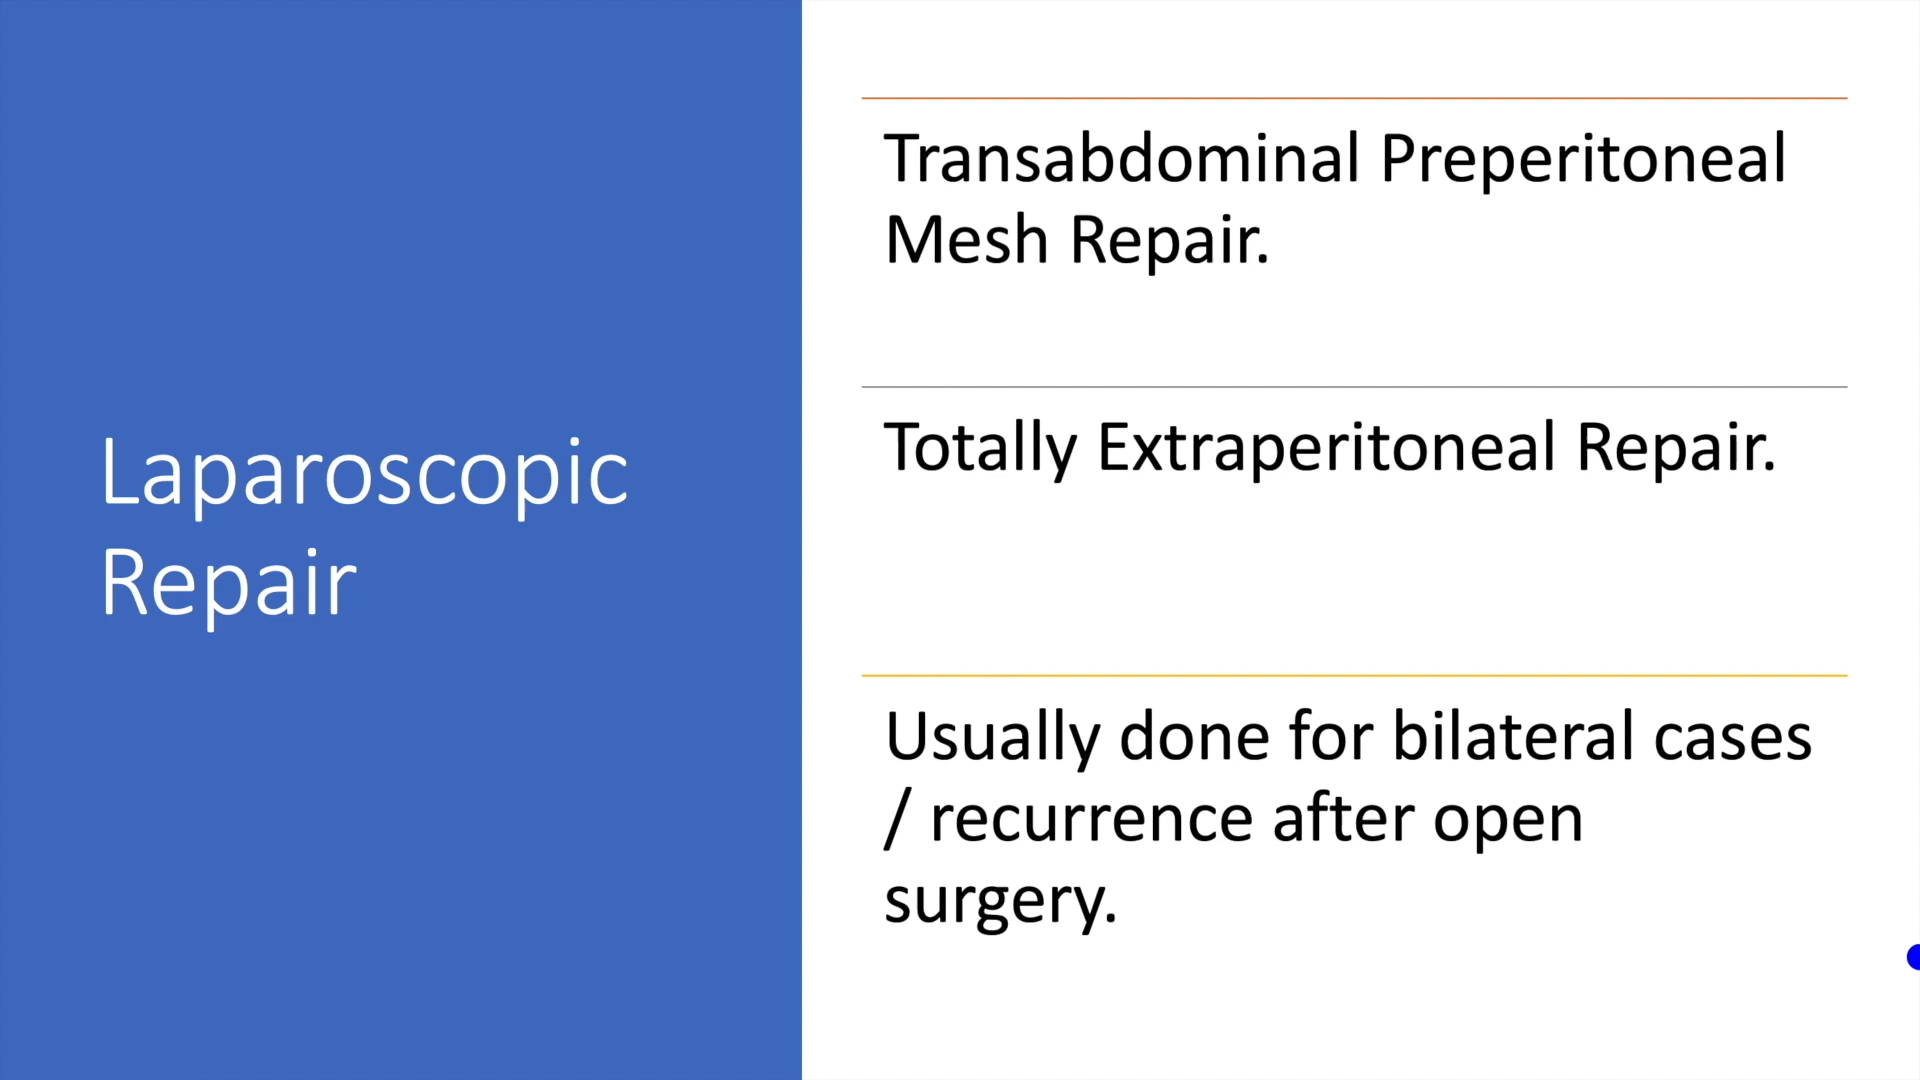 Laparoscopic
Repair
Transabdominal Preperitoneal
Mesh Repair.
Totally Extraperitoneal Repair.
Usually done for bilateral cases
/ recurrence after open
surgery.